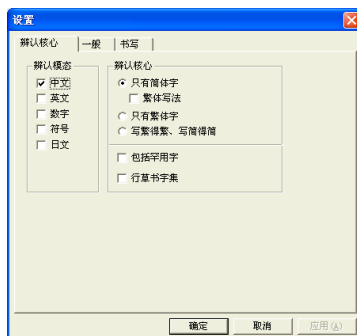 设置
辨认核心 一般 书写
辨认模态
中文
英文
数字
符号
日文
辨认核心
只有简体字
繁体写法
只有繁体字
写繁得繁、写简得简
包括罕用字
行草书字集
确定 取消 应用(A)